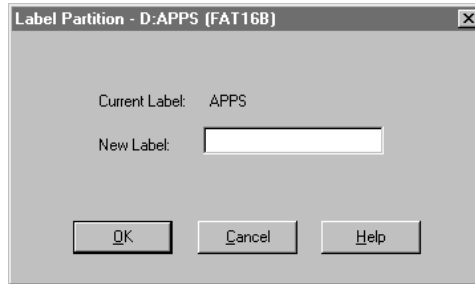 Label Partition - D:APPS (FAT16B)
Current Label: APPS
New Label:
OK Cancel Help